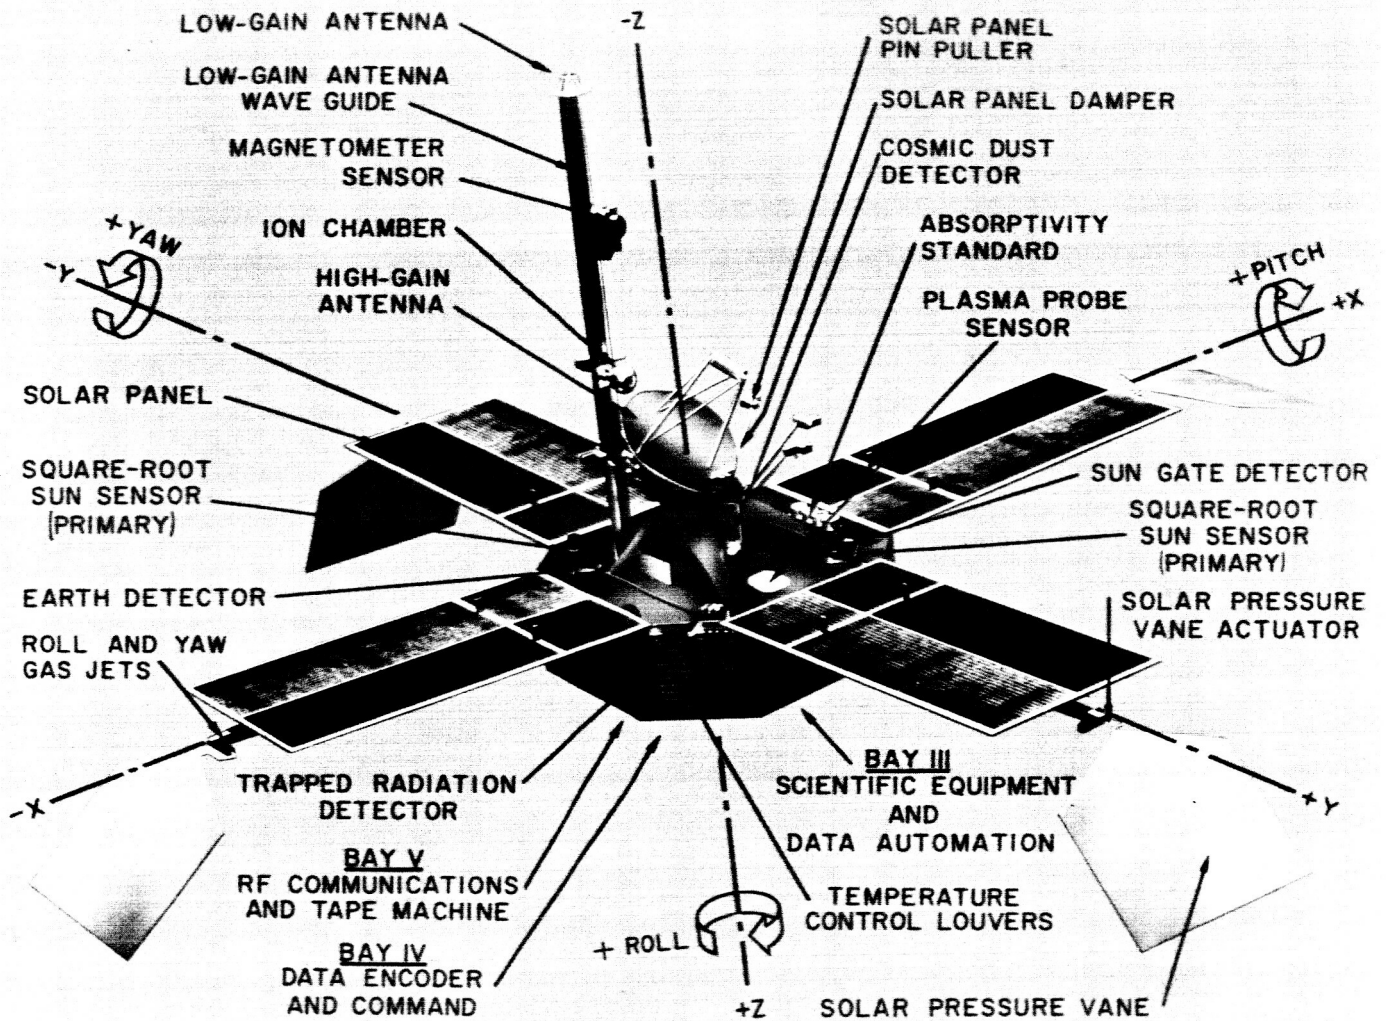 LOW-GAIN ANTENNA
LOW-GAIN ANTENNA
WAVE GUIDE
MAGNETOMETER
SENSOR
ION CHAMBER
HIGH-GAIN
ANTENNA
-Z
SOLAR PANEL
PIN PULLER
SOLAR PANEL DAMPER
COSMIC DUST
DETECTOR
ABSORPTIVITY
STANDARD
PLASMA PROBE
SENSOR
+YAW
-Y
+PITCH
+X
SOLAR PANEL
SQUARE-ROOT
SUN SENSOR
(PRIMARY)
EARTH DETECTOR
ROLL AND YAW
GAS JETS
SUN GATE DETECTOR
SQUARE-ROOT
SUN SENSOR
(PRIMARY)
SOLAR PRESSURE
VANE ACTUATOR
-X
+Y
TRAPPED RADIATION
DETECTOR
BAY V
RF COMMUNICATIONS
AND TAPE MACHINE
BAY IV
DATA ENCODER
AND COMMAND
BAY III
SCIENTIFIC EQUIPMENT
AND
DATA AUTOMATION
TEMPERATURE
CONTROL LOUVERS
+ ROLL
+Z
SOLAR PRESSURE VANE